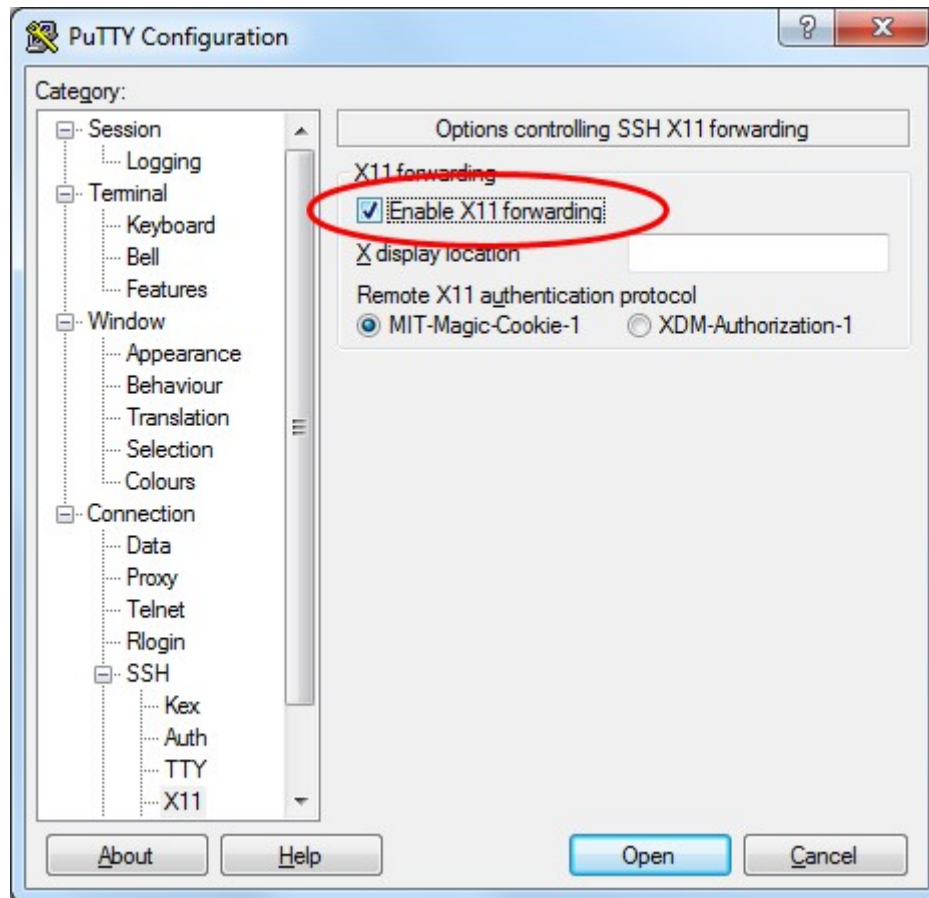 PuTTY Configuration
Category:
Session
Logging
Terminal
Keyboard
Bell
Features
Window
Appearance
Behaviour
Translation
Selection
Colours
Connection
Data
Proxy
Telnet
Rlogin
SSH
Kex
Auth
TTY
X11
Options controlling SSH X11 forwarding
X11 forwarding
Enable X11 forwarding
X display location
Remote X11 authentication protocol
MIT-Magic-Cookie-1 XDM-Authorization-1
About Help Open Cancel